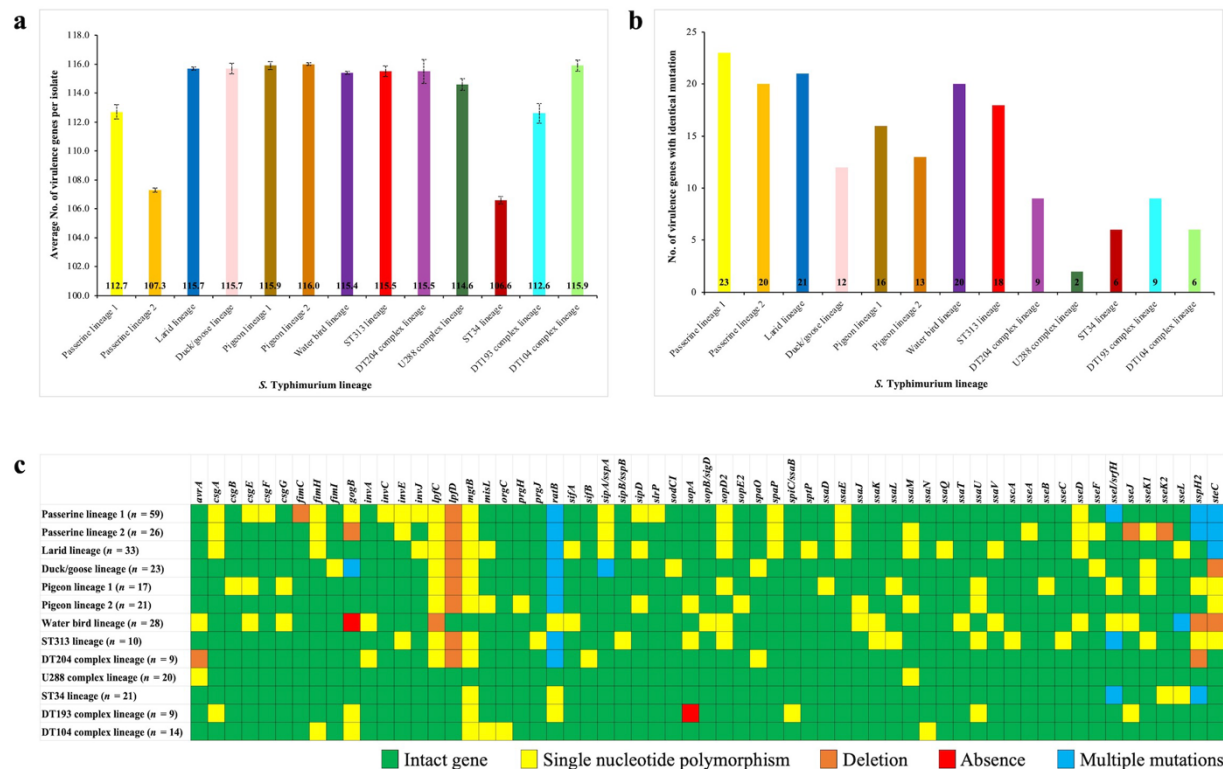 a
118.0
116.0
114.0
112.0
110.0
108.0
106.0
104.0
102.0
100.0
Average No. of virulence genes per isolate
112.7 107.3 115.7 115.7 115.9 116.0 115.4 115.5 115.5 114.6 106.6 112.6 115.9
Passerine lineage 1
Passerine lineage 2
Larid lineage
Duck/goose lineage
Pigeon lineage 1
Pigeon lineage 2
Water bird lineage
ST313 lineage
DT204 complex lineage
U288 complex lineage
ST34 lineage
DT193 complex lineage
DT104 complex lineage
S. Typhimurium lineage
b
25
20
15
10
5
0
No. of virulence genes with identical mutation
23 20 21 12 16 13 20 18 9 2 6 9 6
Passerine lineage 1
Passerine lineage 2
Larid lineage
Duck/goose lineage
Pigeon lineage 1
Pigeon lineage 2
Water bird lineage
ST313 lineage
DT204 complex lineage
U288 complex lineage
ST34 lineage
DT193 complex lineage
DT104 complex lineage
S. Typhimurium lineage
c
avrA
csgA
csgB
csgE
csgF
csgG
fimC
fimH
fimI
gogB
invA
invC
invE
invJ
lpfC
lpfD
mgtB
misL
orgC
prgH
prgJ
ratB
sifA
sifB
sipA/sspA
sipB/sspB
sipD
slrP
sodCI
sopA
sopB/sigD
sopD2
sopE2
spaO
spaP
spiC/ssaB
sptP
ssaD
ssaE
ssaJ
ssaK
ssaL
ssaM
ssaN
ssaQ
ssaT
ssaU
ssaV
sscA
sseA
sseB
sseC
sseD
sseF
sseI/srfH
sseJ
sseK1
sseK2
sseL
sspH2
steC
Passerine lineage 1 (n = 59)
Passerine lineage 2 (n = 26)
Larid lineage (n = 33)
Duck/goose lineage (n = 23)
Pigeon lineage 1 (n = 17)
Pigeon lineage 2 (n = 21)
Water bird lineage (n = 28)
ST313 lineage (n = 10)
DT204 complex lineage (n = 9)
U288 complex lineage (n = 20)
ST34 lineage (n = 21)
DT193 complex lineage (n = 9)
DT104 complex lineage (n = 14)
Intact gene Single nucleotide polymorphism Deletion Absence Multiple mutations